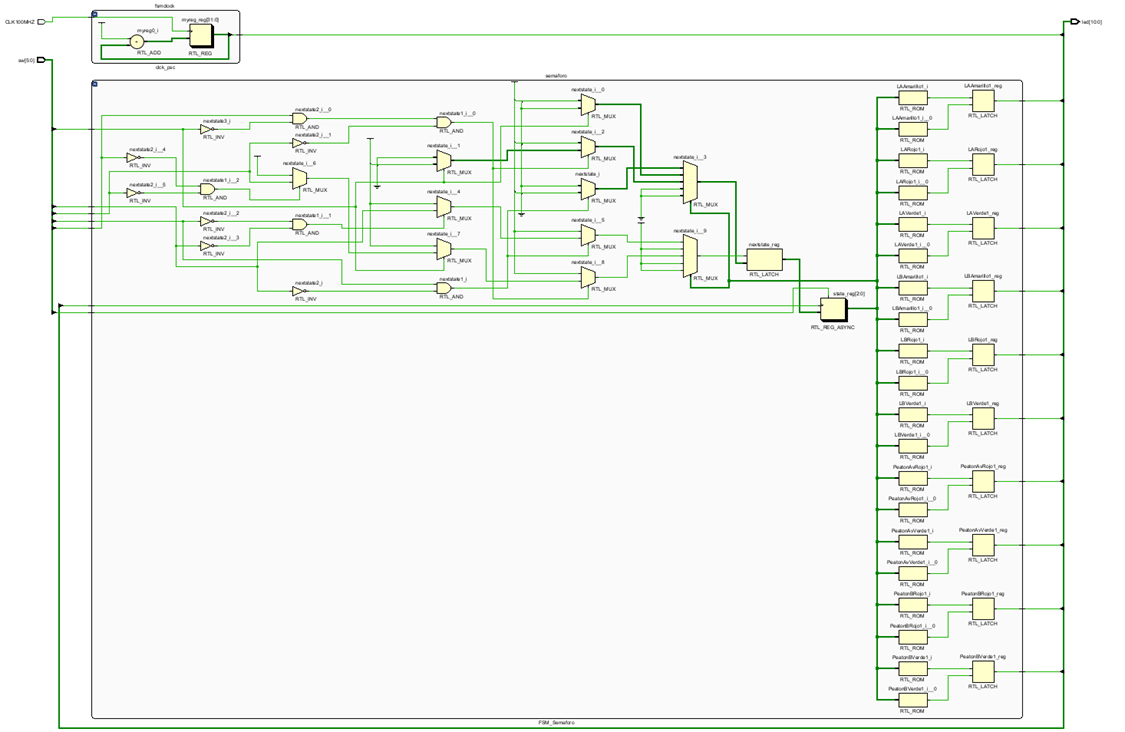 famclock
CLK100MHZ
myreg_reg[31:0]
led[10:0]
myreg0_i
RTL_ADD
RTL_REG
sw[5:0]
clck_psc
semaforo
nextstate_i__0
nextstate3_i
nextstate2_i__0
nextstate1_i__0
RTL_INV
RTL_AND
RTL_AND
RTL_MUX
nextstate2_i__1
nextstate_i__2
nextstate2_i__4
RTL_INV
nextstate_i__1
RTL_INV
nextstate_i__6
RTL_MUX
RTL_MUX
nextstate_i__3
nextstate2_i__5
nextstate1_i__2
RTL_MUX
nextstate_i
RTL_INV
RTL_AND
nextstate_i__4
RTL_MUX
RTL_MUX
nextstate2_i__2
nextstate1_i__1
RTL_MUX
nextstate_i__5
RTL_INV
RTL_AND
nextstate_i__9
nextstate2_i__3
nextstate_i__7
RTL_MUX
nextstate_reg
RTL_INV
RTL_MUX
nextstate_i__8
RTL_MUX
RTL_LATCH
nextstate2_i
nextstate1_i
RTL_INV
RTL_AND
RTL_MUX
state_reg[2:0]
RTL_REG_ASYNC
LAAmarillo1_i
LAAmarillo1_reg
RTL_ROM
RTL_LATCH
LAAmarillo1_i__0
RTL_ROM
LARojo1_i
LARojo1_reg
RTL_ROM
RTL_LATCH
LARojo1_i__0
RTL_ROM
LAVerde1_i
LAVerde1_reg
RTL_ROM
RTL_LATCH
LAVerde1_i__0
RTL_ROM
LBAmarillo1_i
LBAmarillo1_reg
RTL_ROM
RTL_LATCH
LBAmarillo1_i__0
RTL_ROM
LBRojo1_i
LBRojo1_reg
RTL_ROM
RTL_LATCH
LBRojo1_i__0
RTL_ROM
LBVerde1_i
LBVerde1_reg
RTL_ROM
RTL_LATCH
LBVerde1_i__0
RTL_ROM
PeatonAvRojo1_i
PeatonAvRojo1_reg
RTL_ROM
RTL_LATCH
PeatonAvRojo1_i__0
RTL_ROM
PeatonAvVerde1_i
PeatonAvVerde1_reg
RTL_ROM
RTL_LATCH
PeatonAvVerde1_i__0
RTL_ROM
PeatonBRojo1_i
PeatonBRojo1_reg
RTL_ROM
RTL_LATCH
PeatonBRojo1_i__0
RTL_ROM
PeatonBVerde1_i
PeatonBVerde1_reg
RTL_ROM
RTL_LATCH
PeatonBVerde1_i__0
RTL_ROM
FSM_Semaforo